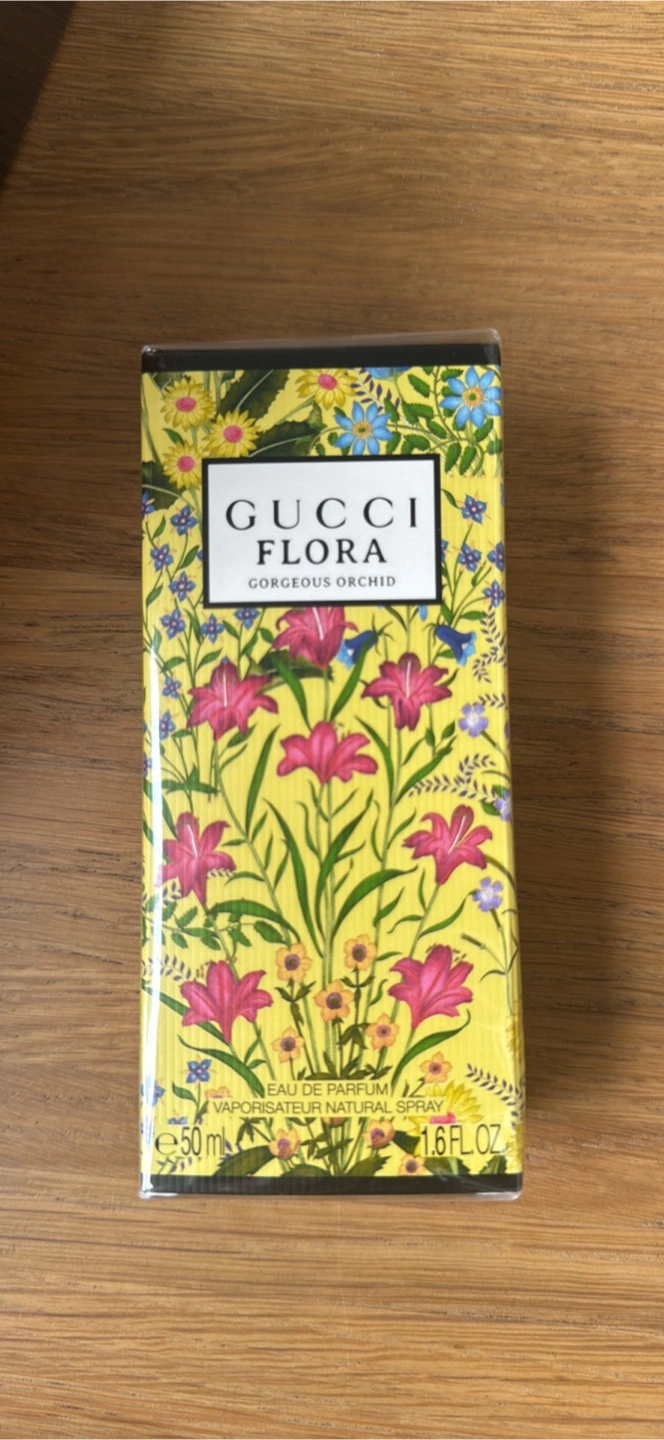 GUCCI
FLORA
GORGEOUS ORCHID
EAU DE PARFUM
VAPORISATEUR NATURAL SPRAY
℮ 50 ml 1.6 FL. OZ.